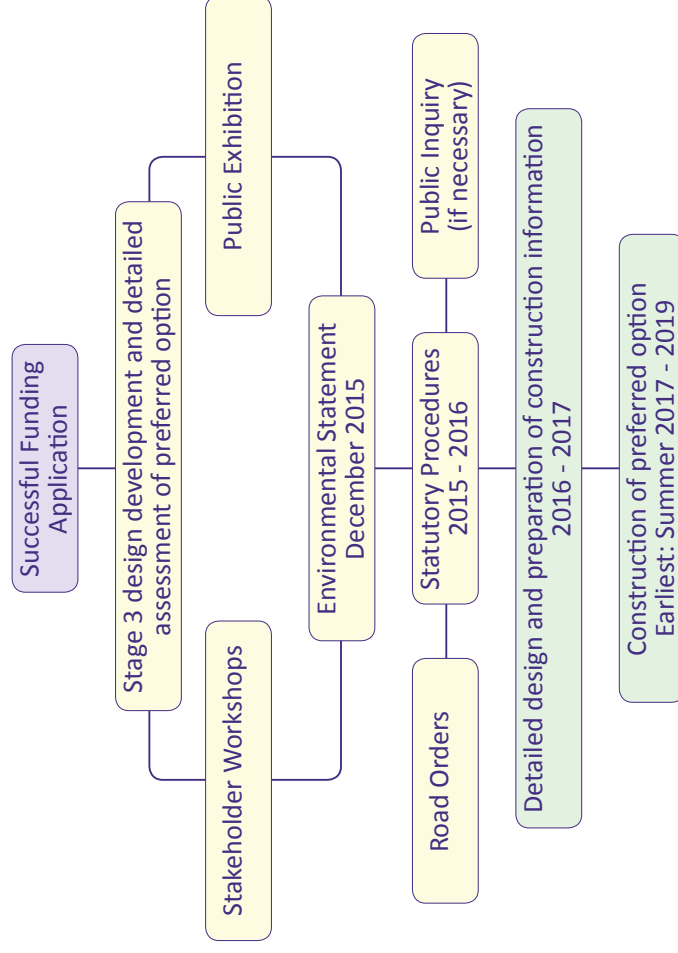 Successful Funding
Application
Stage 3 design development and detailed
assessment of preferred option
Stakeholder Workshops
Public Exhibition
Environmental Statement
December 2015
Road Orders
Statutory Procedures
2015 - 2016
Public Inquiry
(if necessary)
Detailed design and preparation of construction information
2016 - 2017
Construction of preferred option
Earliest: Summer 2017 - 2019